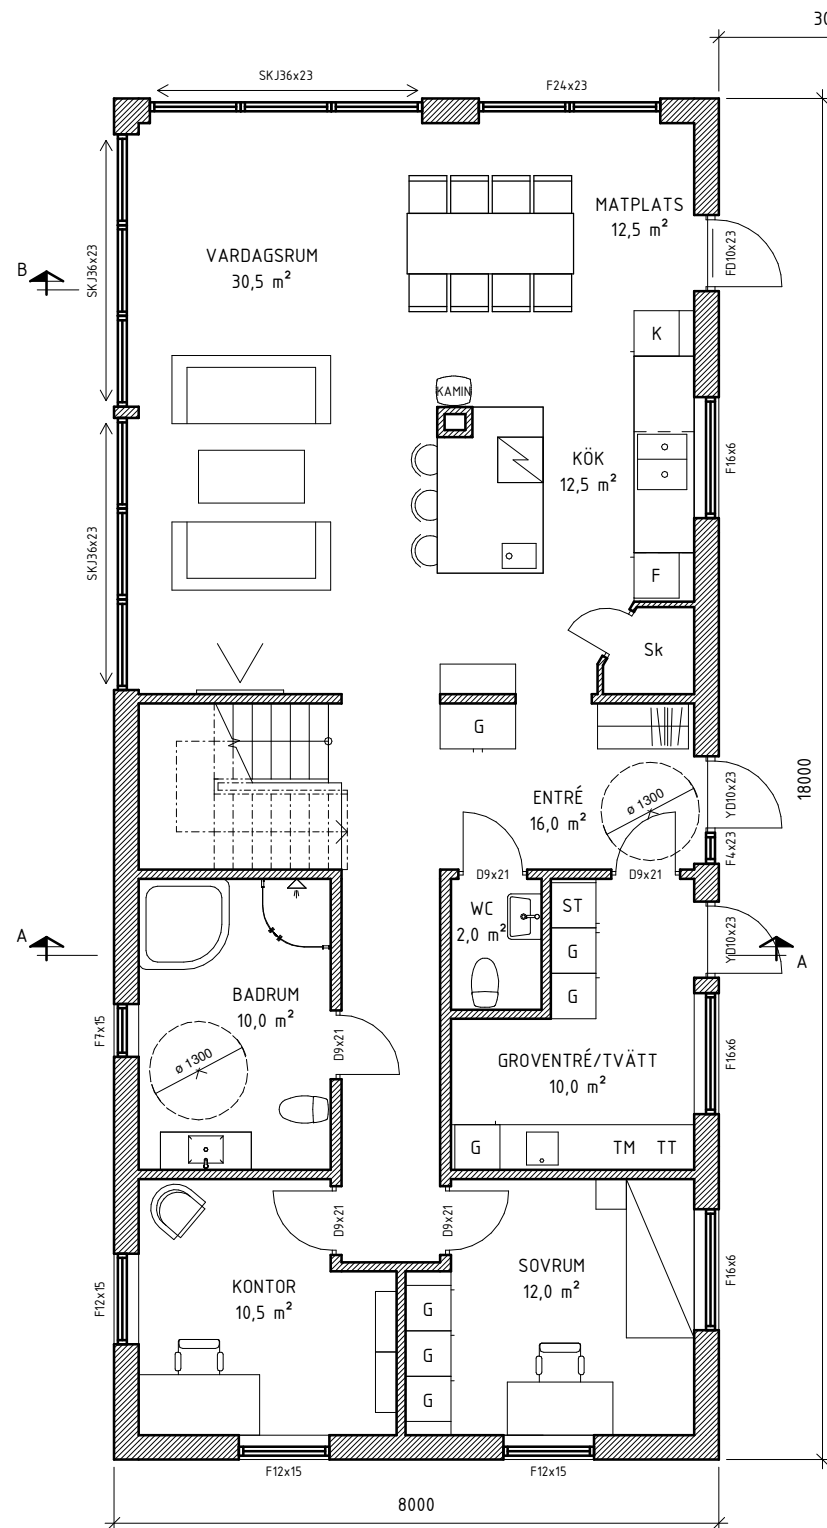 30
SKJ36x23
F24x23
MATPLATS
12,5 m²
VARDAGSRUM
30,5 m²
FD10x23
SKJ36x23
B
K
KAMIN
KÖK
12,5 m²
F16x6
SKJ36x23
F
Sk
G
ENTRÉ
16,0 m²
ø 1300
YD10x23
18000
F4x23
D9x21
D9x21
WC
2,0 m²
ST
G
G
YD10x23
A
A
BADRUM
10,0 m²
F7x15
ø 1300
D9x21
GROVENTRÉ/TVÄTT
10,0 m²
F16x6
G
TM
TT
D9x21
D9x21
SOVRUM
12,0 m²
F16x6
KONTOR
10,5 m²
F12x15
G
G
G
F12x15
F12x15
8000